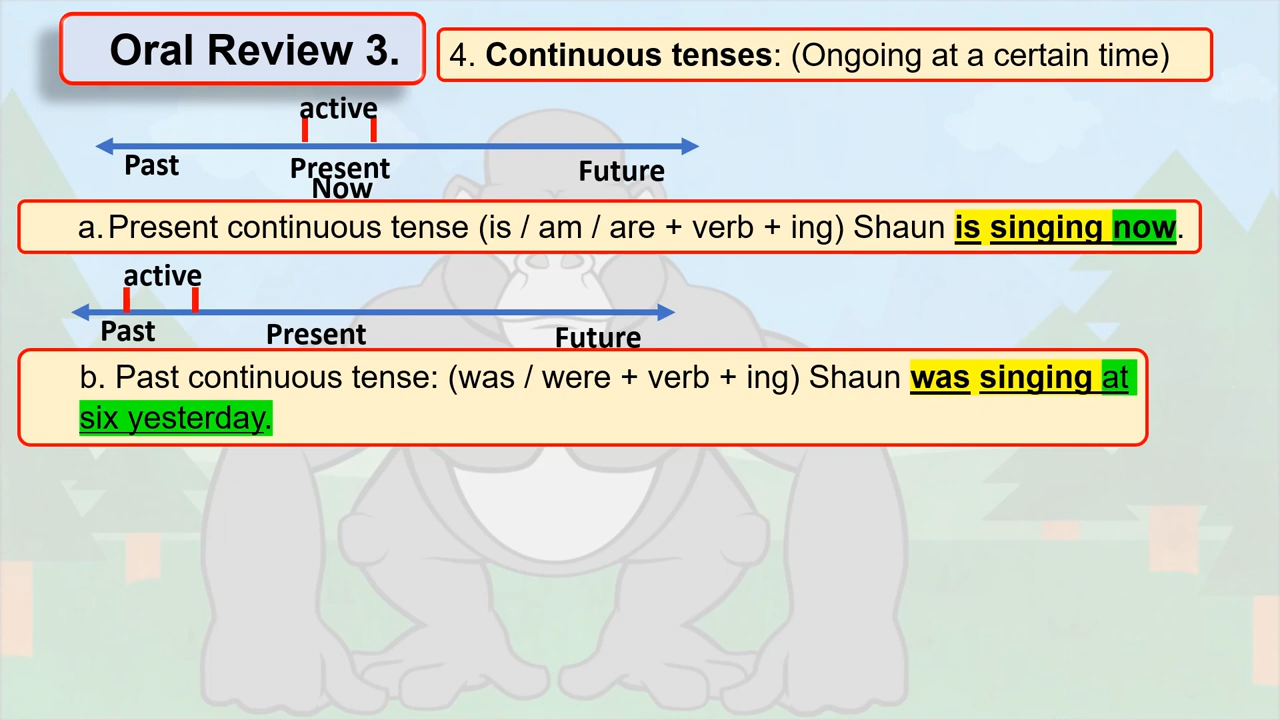 Oral Review 3.
4. Continuous tenses: (Ongoing at a certain time)
active
Past
Present
Now
Future
a. Present continuous tense (is / am / are + verb + ing) Shaun is singing now.
active
Past
Present
Future
b. Past continuous tense: (was / were + verb + ing) Shaun was singing at
six yesterday.